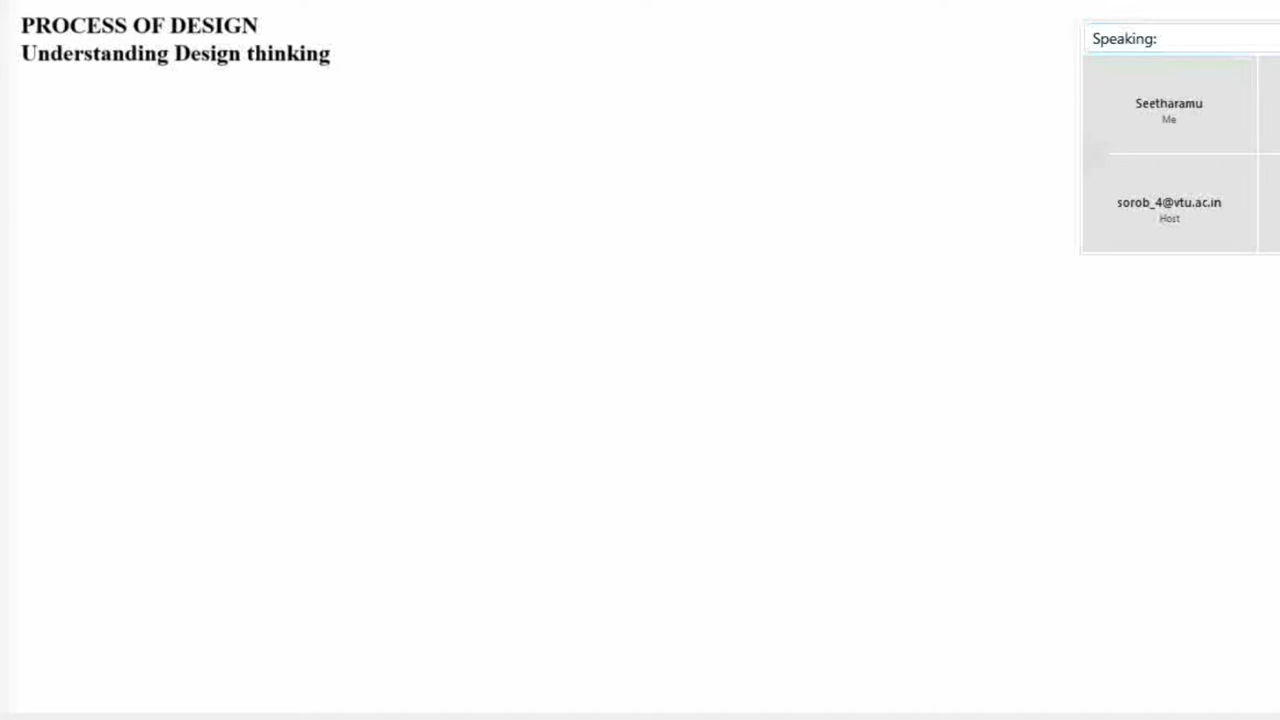 PROCESS OF DESIGN
Understanding Design thinking
Speaking:
Seetharamu
Me
sorob_4@vtu.ac.in
Host